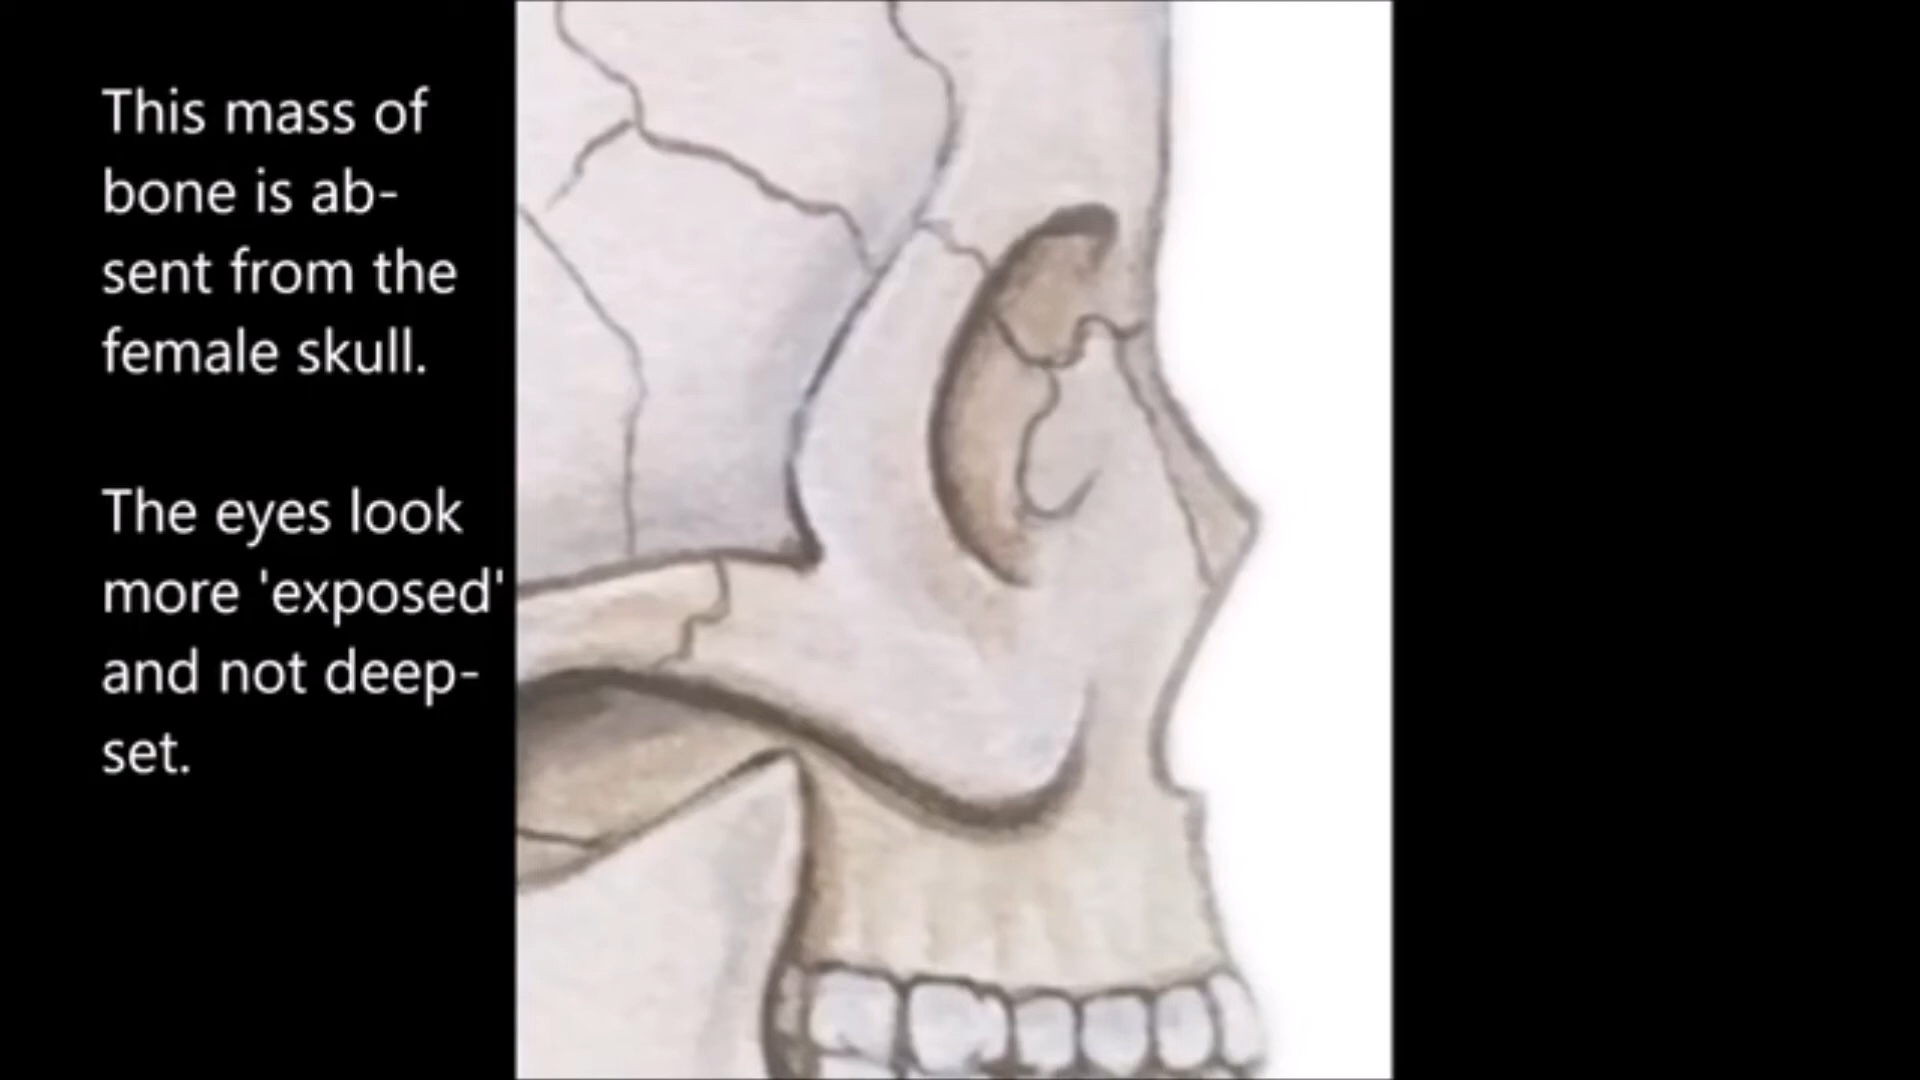 This mass of
bone is ab-
sent from the
female skull.
The eyes look
more 'exposed'
and not deep-
set.